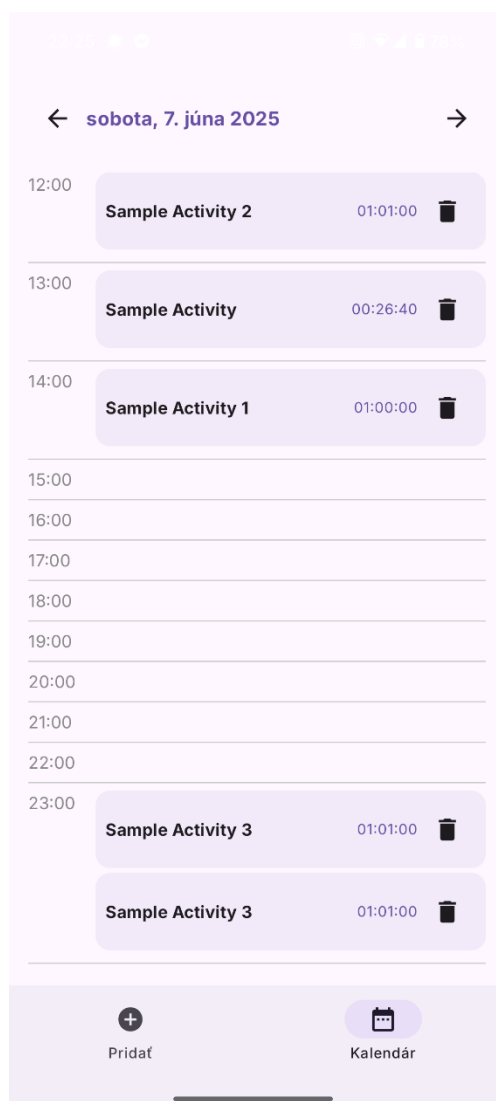 sobota, 7. júna 2025
12:00
Sample Activity 2 01:01:00
13:00
Sample Activity 00:26:40
14:00
Sample Activity 1 01:00:00
15:00
16:00
17:00
18:00
19:00
20:00
21:00
22:00
23:00
Sample Activity 3 01:01:00
Sample Activity 3 01:01:00
Pridať Kalendár